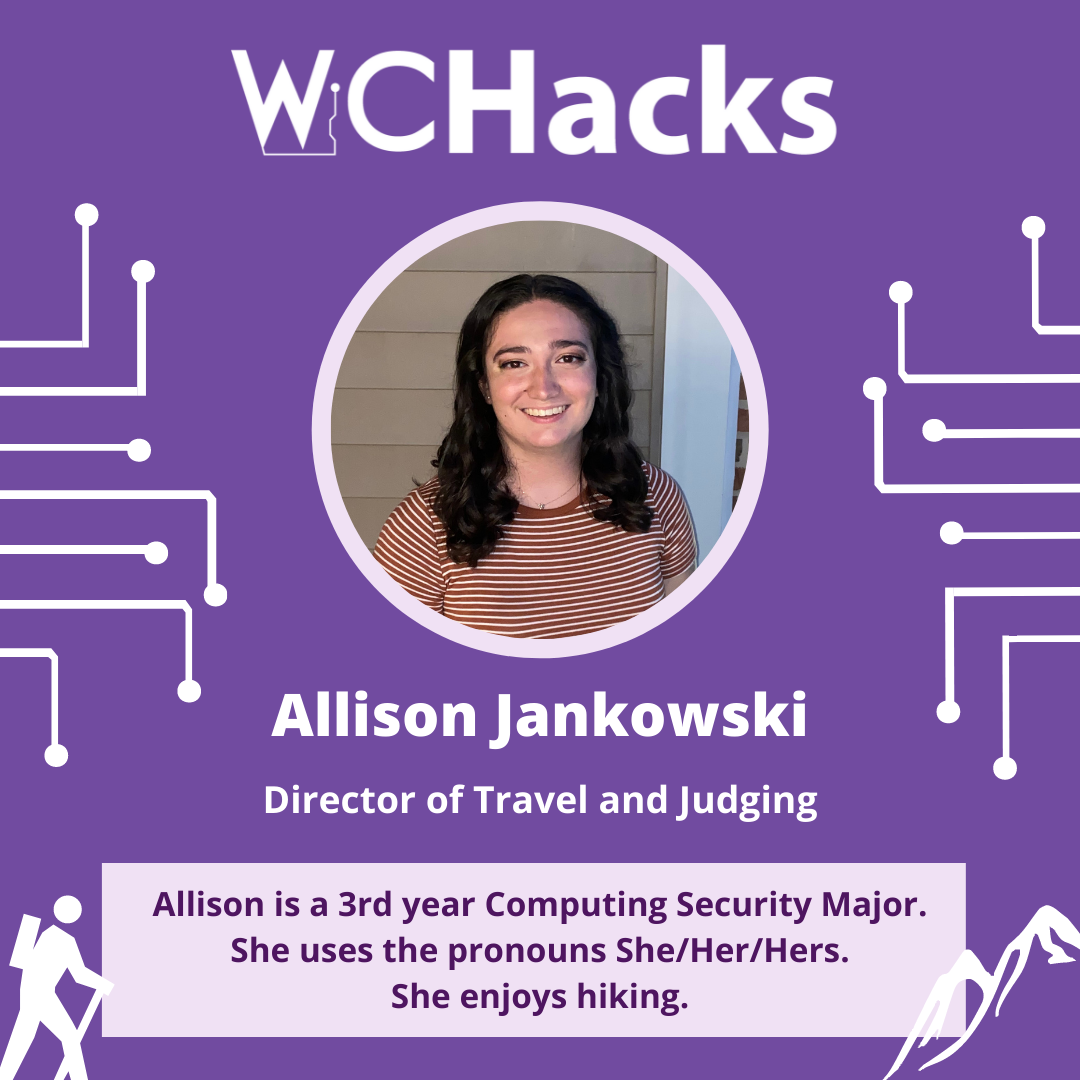 WiCHacks
Allison Jankowski
Director of Travel and Judging
Allison is a 3rd year Computing Security Major.
She uses the pronouns She/Her/Hers.
She enjoys hiking.